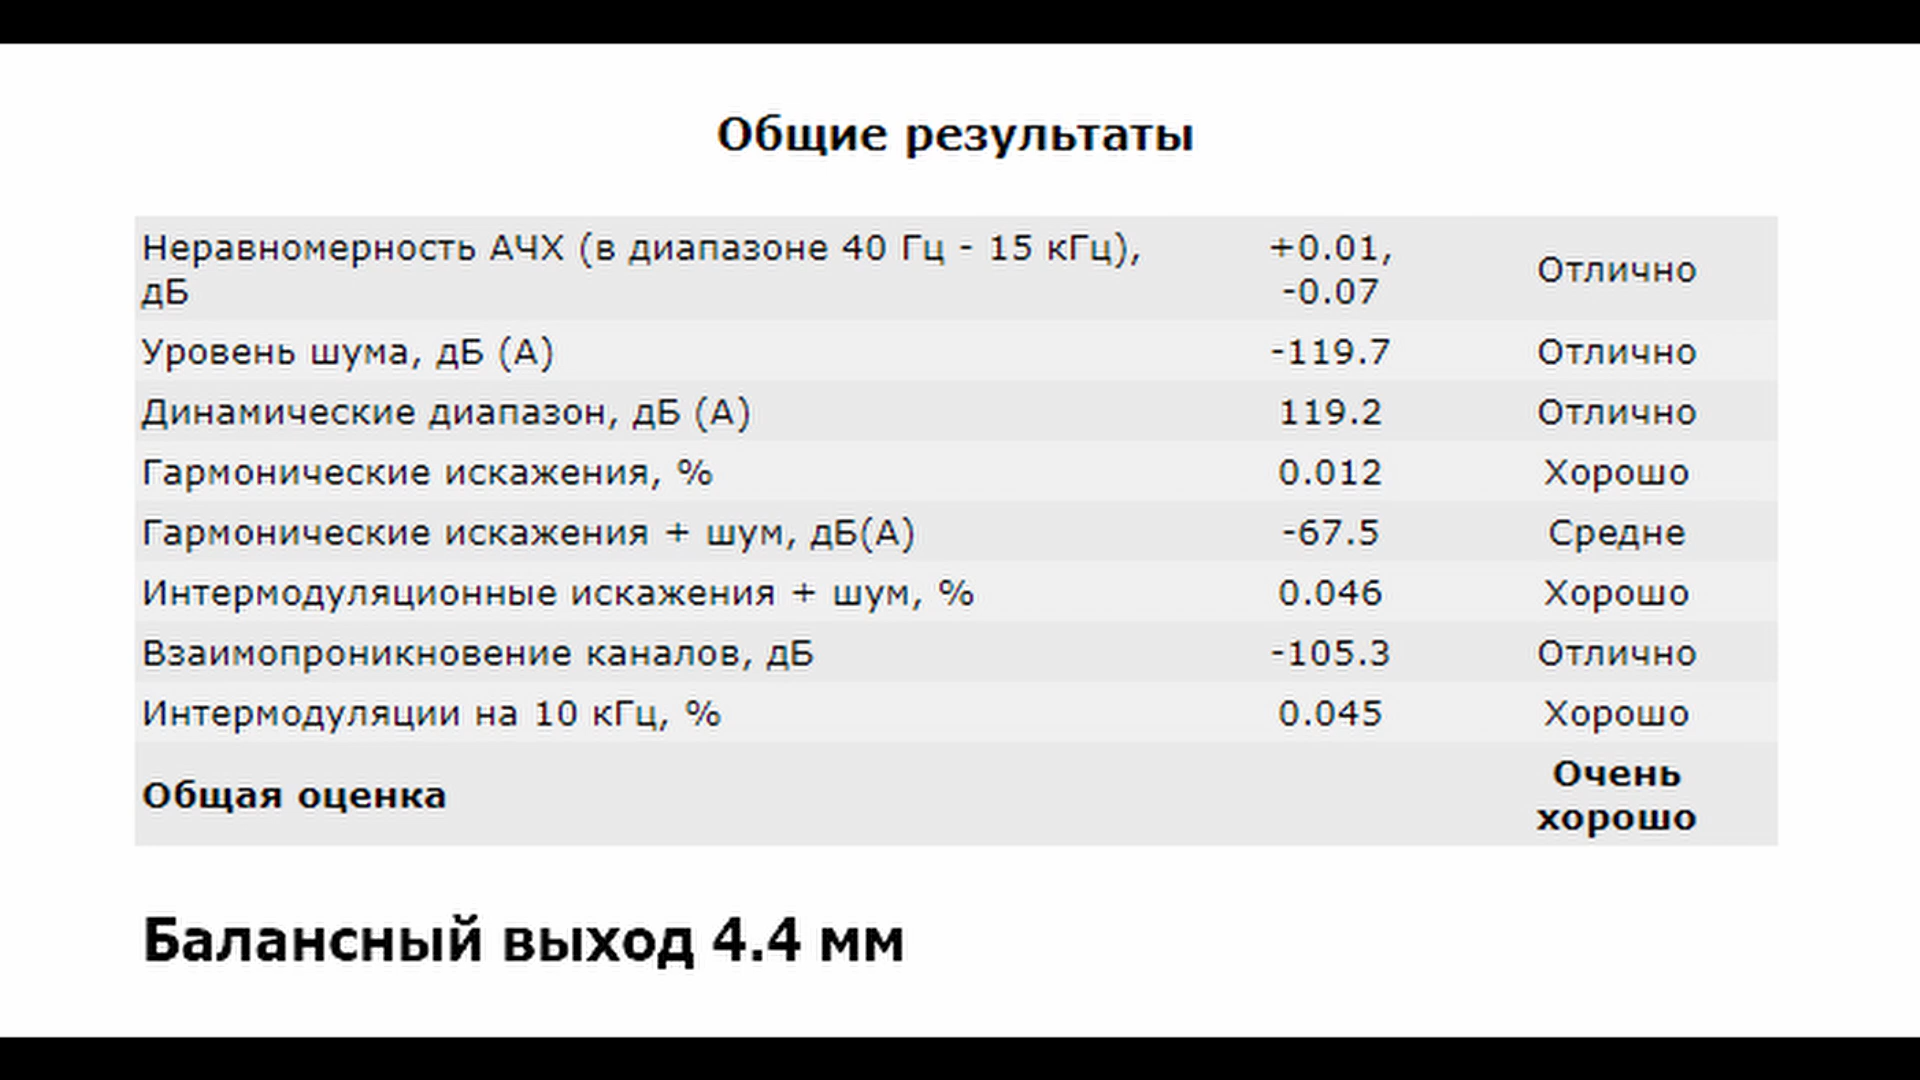 Общие результаты
Неравномерность АЧХ (в диапазоне 40 Гц - 15 кГц), дБ +0.01, -0.07 Отлично
Уровень шума, дБ (А) -119.7 Отлично
Динамические диапазон, дБ (А) 119.2 Отлично
Гармонические искажения, % 0.012 Хорошо
Гармонические искажения + шум, дБ(А) -67.5 Средне
Интермодуляционные искажения + шум, % 0.046 Хорошо
Взаимопроникновение каналов, дБ -105.3 Отлично
Интермодуляции на 10 кГц, % 0.045 Хорошо
Общая оценка Очень хорошо
Балансный выход 4.4 мм